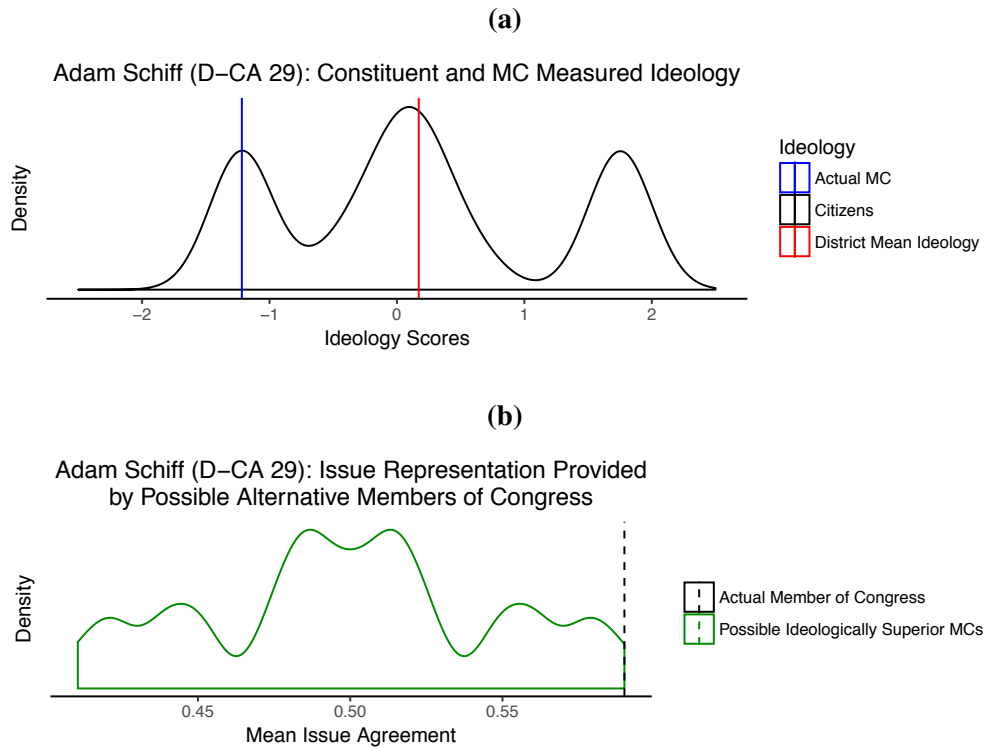 (a)
Adam Schiff (D−CA 29): Constituent and MC Measured Ideology
Density
−2
−1
0
1
2
Ideology Scores
Ideology
Actual MC
Citizens
District Mean Ideology
(b)
Adam Schiff (D−CA 29): Issue Representation Provided
by Possible Alternative Members of Congress
Density
0.45
0.50
0.55
Mean Issue Agreement
Actual Member of Congress
Possible Ideologically Superior MCs